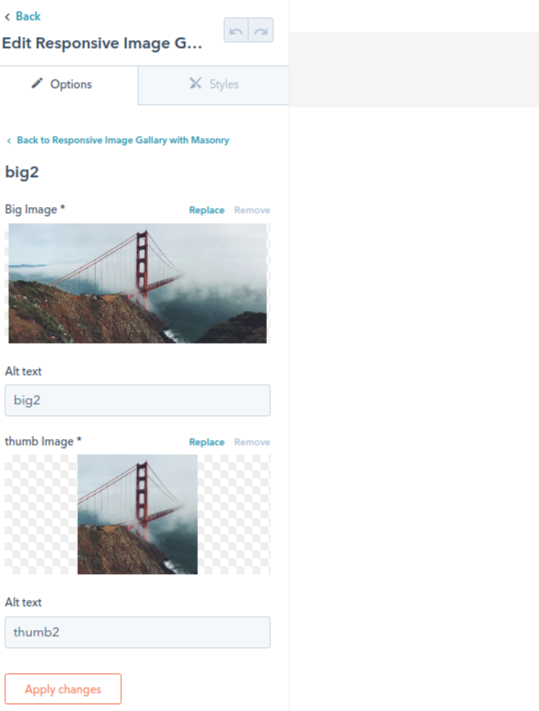 Back
Edit Responsive Image G...
Options
Styles
Back to Responsive Image Gallary with Masonry
big2
Big Image *
Replace
Remove
Alt text
big2
thumb Image *
Replace
Remove
Alt text
thumb2
Apply changes